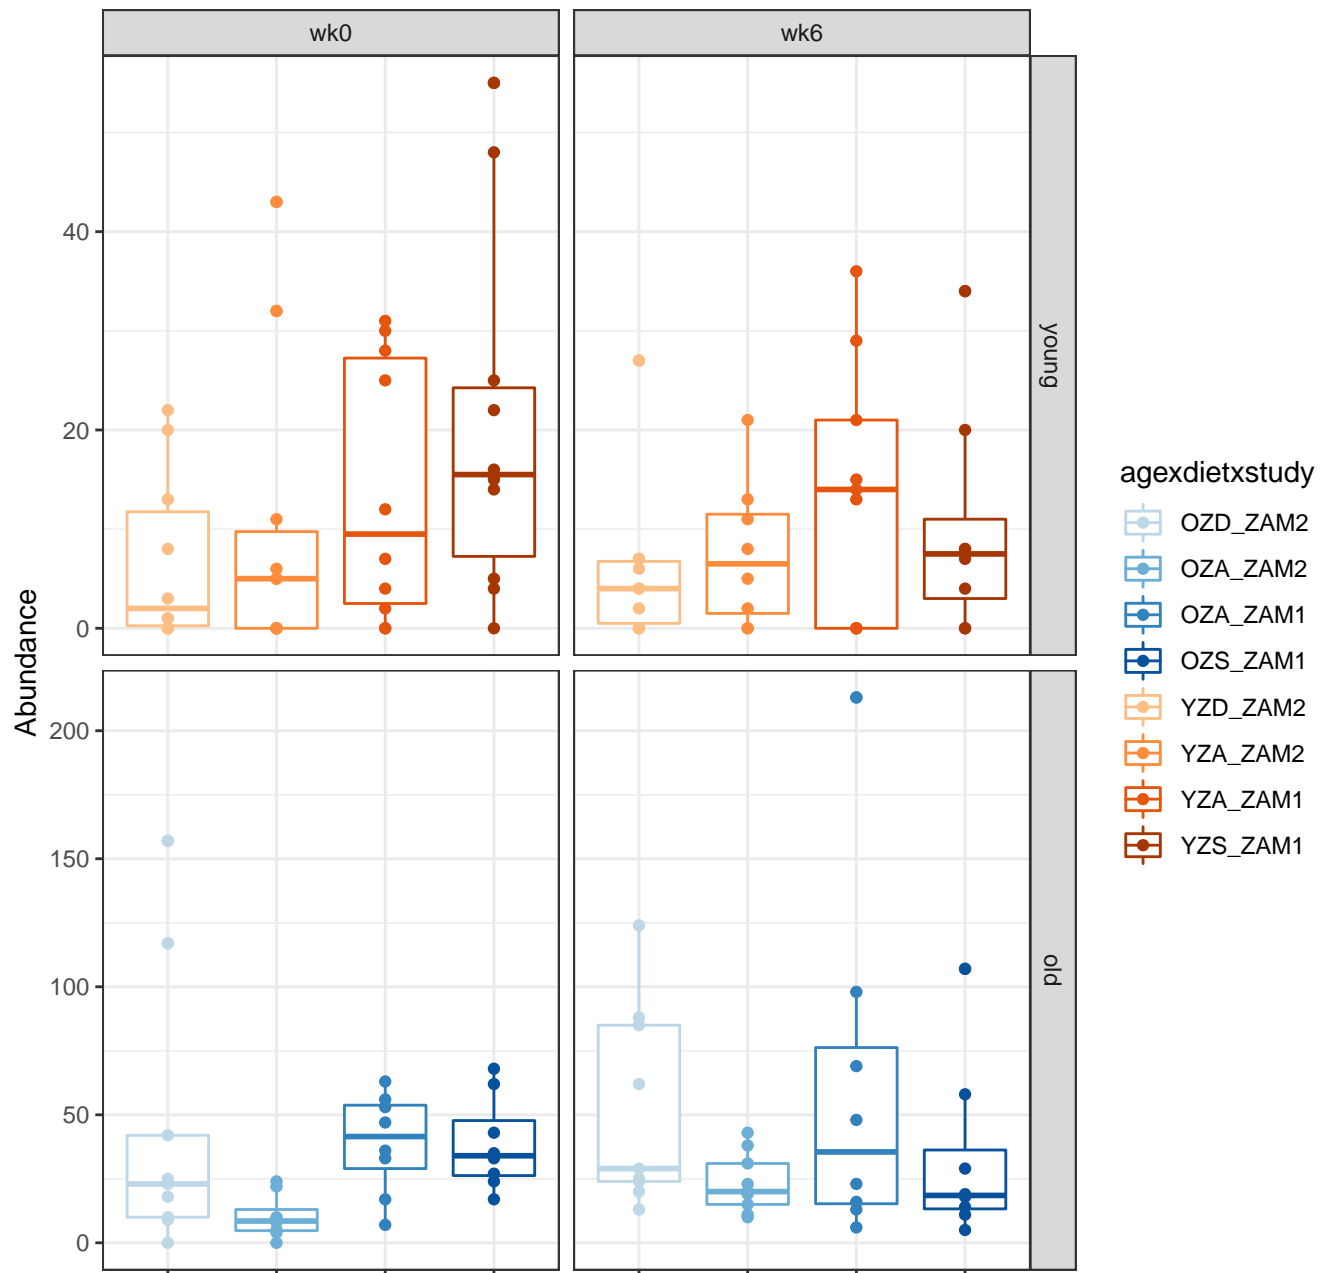 wk0
wk6
40
20
0
young
Abundance
200
150
100
50
0
old
agexdietxstudy
OZD_ZAM2
OZA_ZAM2
OZA_ZAM1
OZS_ZAM1
YZD_ZAM2
YZA_ZAM2
YZA_ZAM1
YZS_ZAM1